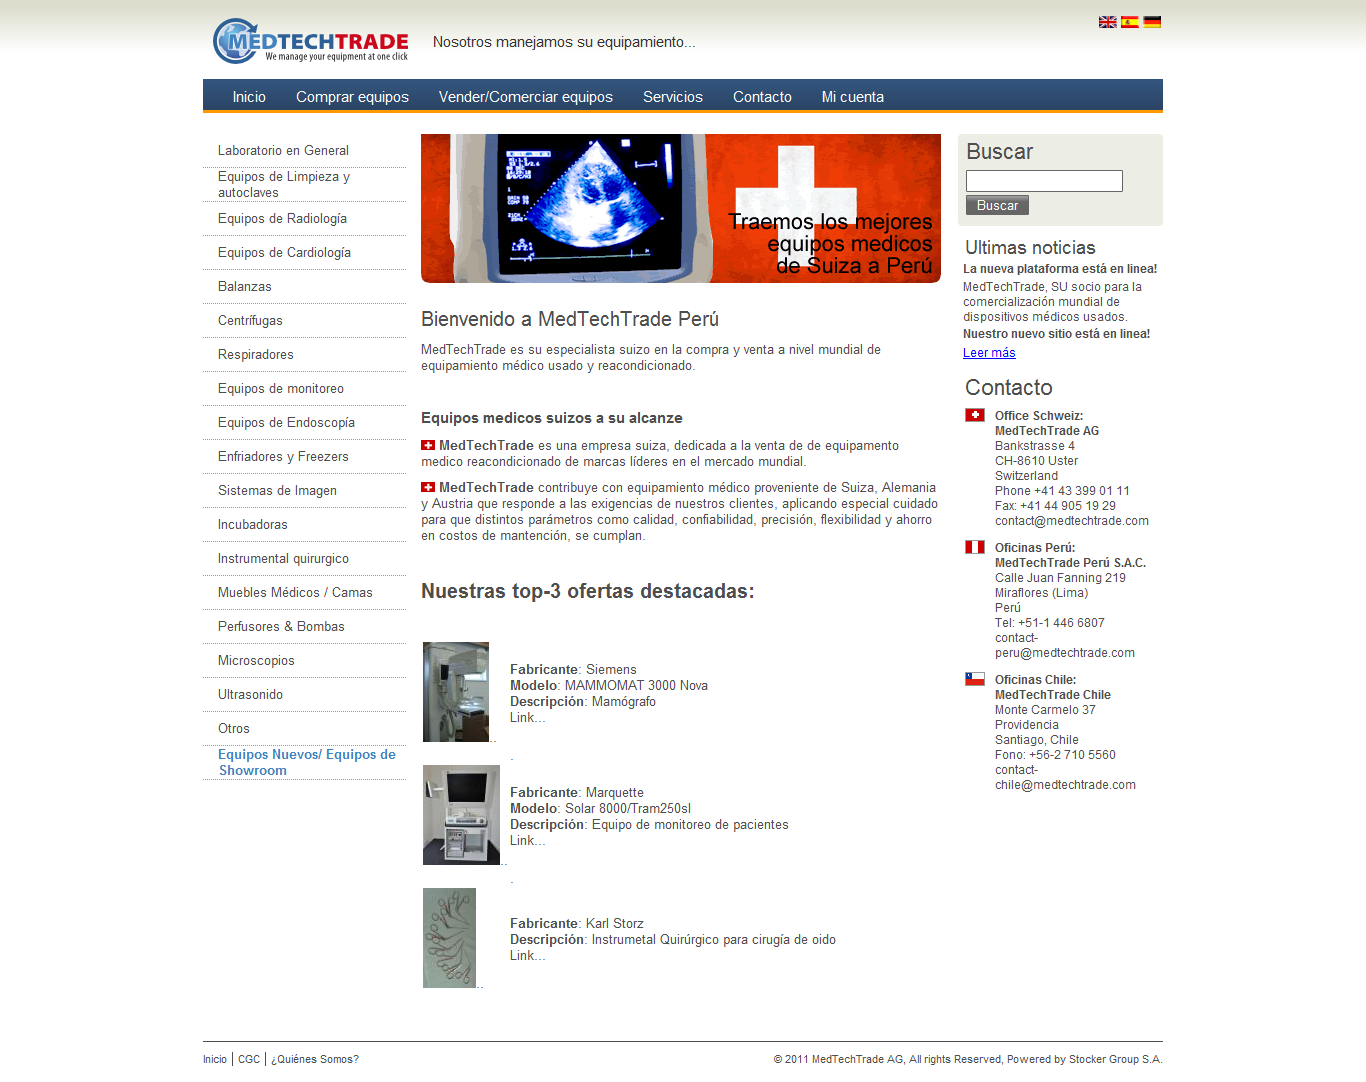 MEDTECHTRADE
We manage your equipment at one click
Nosotros manejamos su equipamiento...
Inicio
Comprar equipos
Vender/Comerciar equipos
Servicios
Contacto
Mi cuenta
Laboratorio en General
Equipos de Limpieza y
autoclaves
Equipos de Radiología
Equipos de Cardiología
Balanzas
Centrífugas
Respiradores
Equipos de monitoreo
Equipos de Endoscopía
Enfriadores y Freezers
Sistemas de Imagen
Incubadoras
Instrumental quirurgico
Muebles Médicos / Camas
Perfusores & Bombas
Microscopios
Ultrasonido
Otros
Equipos Nuevos/ Equipos de
Showroom
Traemos los mejores
equipos medicos
de Suiza a Perú
Bienvenido a MedTechTrade Perú
MedTechTrade es su especialista suizo en la compra y venta a nivel mundial de
equipamiento médico usado y reacondicionado.
Equipos medicos suizos a su alcanze
MedTechTrade es una empresa suiza, dedicada a la venta de de equipamento
medico reacondicionado de marcas líderes en el mercado mundial.
MedTechTrade contribuye con equipamiento médico proveniente de Suiza, Alemania
y Austria que responde a las exigencias de nuestros clientes, aplicando especial cuidado
para que distintos parámetros como calidad, confiabilidad, precisión, flexibilidad y ahorro
en costos de mantención, se cumplan.
Nuestras top-3 ofertas destacadas:
Fabricante: Siemens
Modelo: MAMMOMAT 3000 Nova
Descripción: Mamógrafo
Link...
..
.
Fabricante: Marquette
Modelo: Solar 8000/Tram250sl
Descripción: Equipo de monitoreo de pacientes
Link...
..
.
Fabricante: Karl Storz
Descripción: Instrumetal Quirúrgico para cirugía de oido
Link...
..
Buscar
Buscar
Ultimas noticias
La nueva plataforma está en linea!
MedTechTrade, SU socio para la
comercialización mundial de
dispositivos médicos usados.
Nuestro nuevo sitio está en linea!
Leer más
Contacto
Office Schweiz:
MedTechTrade AG
Bankstrasse 4
CH-8610 Uster
Switzerland
Phone +41 43 399 01 11
Fax: +41 44 905 19 29
contact@medtechtrade.com
Oficinas Perú:
MedTechTrade Perú S.A.C.
Calle Juan Fanning 219
Miraflores (Lima)
Perú
Tel: +51-1 446 6807
contact-
peru@medtechtrade.com
Oficinas Chile:
MedTechTrade Chile
Monte Carmelo 37
Providencia
Santiago, Chile
Fono: +56-2 710 5560
contact-
chile@medtechtrade.com
Inicio | CGC | ¿Quiénes Somos?
© 2011 MedTechTrade AG, All rights Reserved, Powered by Stocker Group S.A.